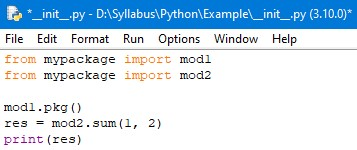 *__init__.py - D:\Syllabus\Python\Example\__init__.py (3.10.0)*
File Edit Format Run Options Window Help
from mypackage import mod1
from mypackage import mod2
mod1.pkg()
res = mod2.sum(1, 2)
print(res)